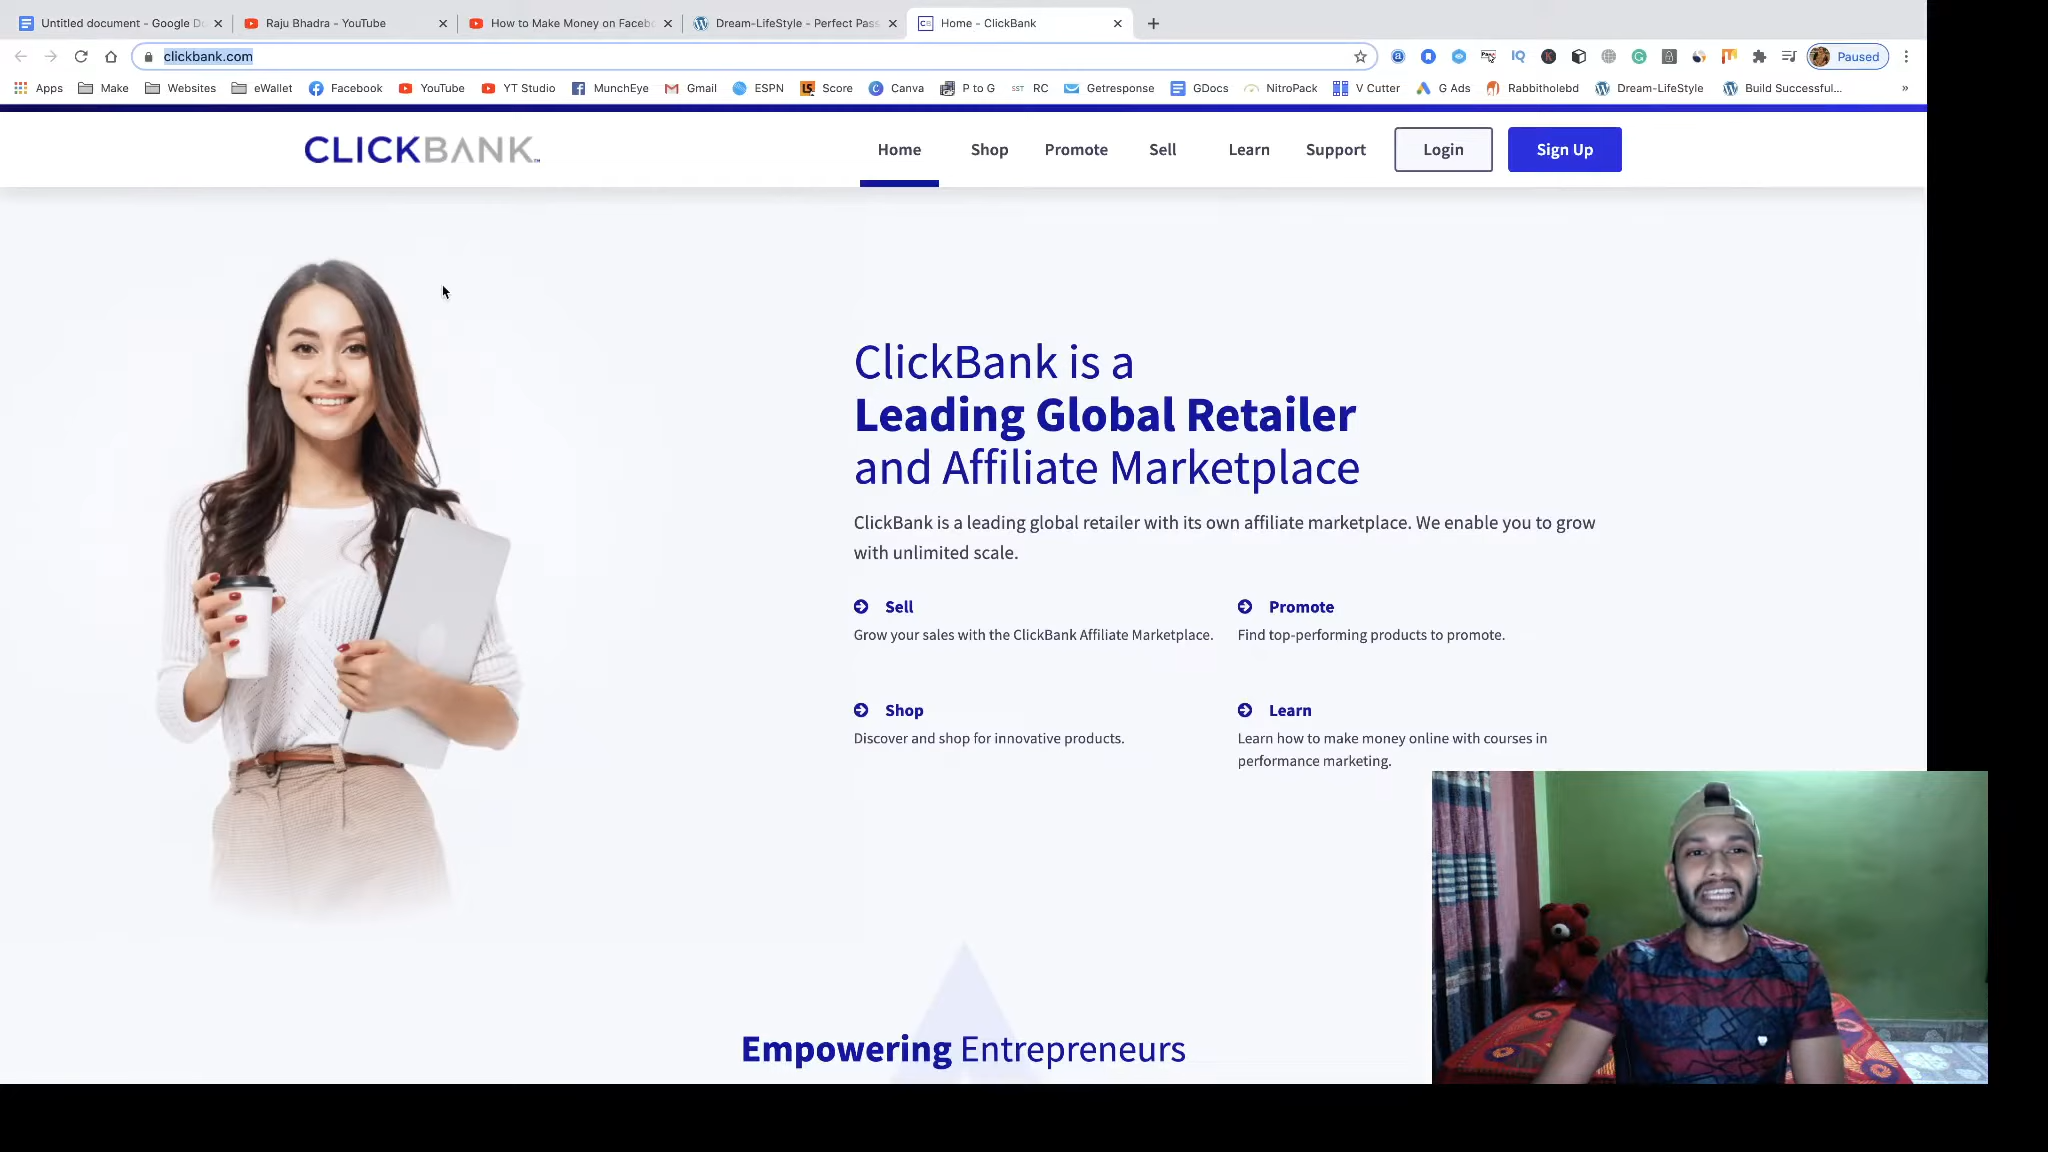 Untitled document - Google Do
Raju Bhadra - YouTube
How to Make Money on Facebo
Dream-LifeStyle - Perfect Pas
Home - ClickBank
clickbank.com
Paused
Apps
Make
Websites
eWallet
Facebook
YouTube
YT Studio
MunchEye
Gmail
ESPN
Score
Canva
P to G
RC
Getresponse
GDocs
NitroPack
V Cutter
G Ads
Rabbitholebd
Dream-LifeStyle
Build Successful...
»
CLICKBANK
Home
Shop
Promote
Sell
Learn
Support
Login
Sign Up
ClickBank is a
Leading Global Retailer
and Affiliate Marketplace
ClickBank is a leading global retailer with its own affiliate marketplace. We enable you to grow
with unlimited scale.
Sell
Grow your sales with the ClickBank Affiliate Marketplace.
Promote
Find top-performing products to promote.
Shop
Discover and shop for innovative products.
Learn
Learn how to make money online with courses in
performance marketing.
Empowering Entrepreneurs